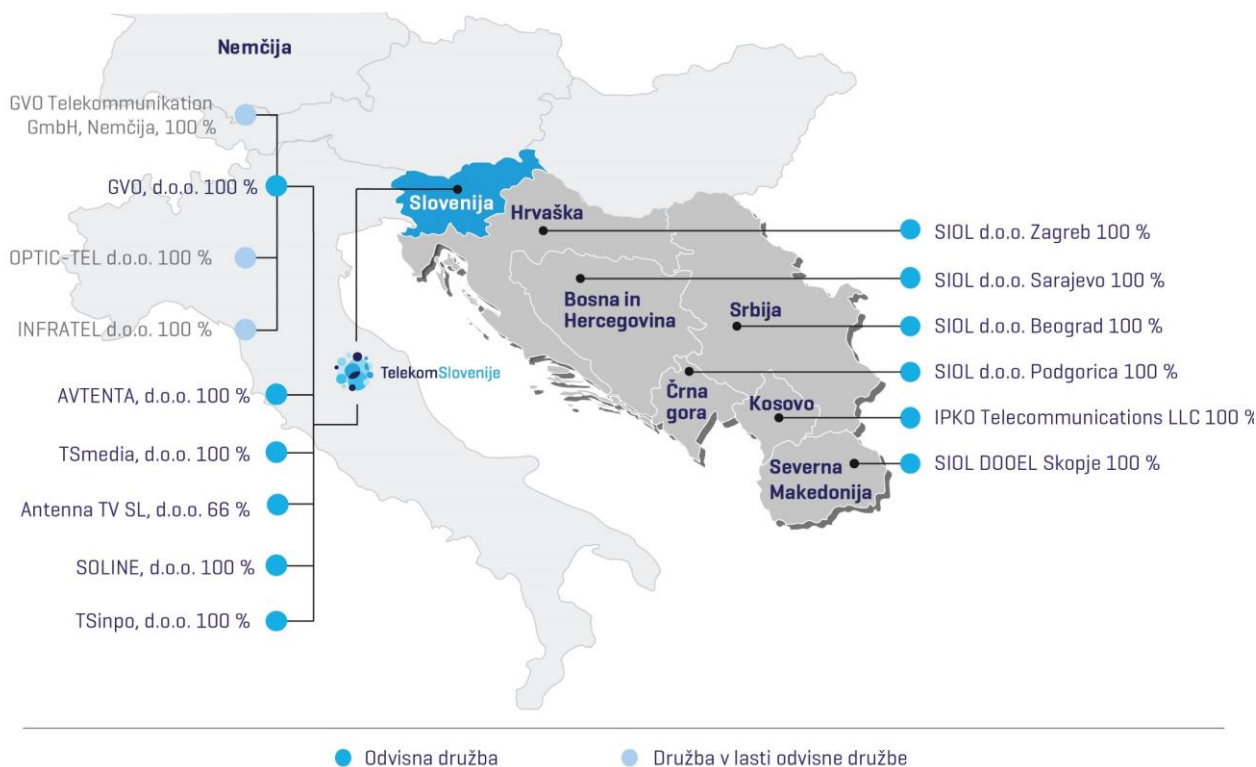 Nemčija
GVO Telekommunikation
GmbH, Nemčija, 100 %
GVO, d.o.o. 100 %
OPTIC-TEL d.o.o. 100 %
INFRATEL d.o.o. 100 %
AVTENTA, d.o.o. 100 %
TSmedia, d.o.o. 100 %
Antenna TV SL, d.o.o. 66 %
SOLINE, d.o.o. 100 %
TSinpo, d.o.o. 100 %
TelekomSlovenije
Slovenija
Hrvaška
Bosna in
Hercegovina
Srbija
Črna
gora
Kosovo
Severna
Makedonija
SIOL d.o.o. Zagreb 100 %
SIOL d.o.o. Sarajevo 100 %
SIOL d.o.o. Beograd 100 %
SIOL d.o.o. Podgorica 100 %
IPKO Telecommunications LLC 100 %
SIOL DOOEL Skopje 100 %
Odvisna družba
Družba v lasti odvisne družbe